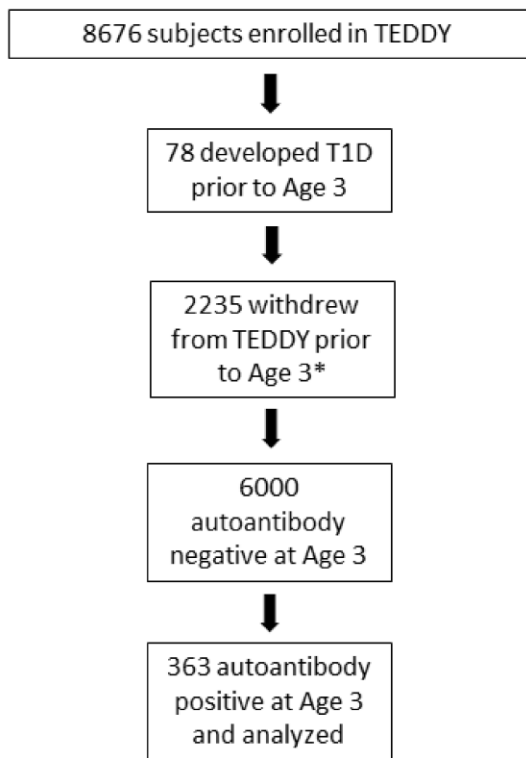 8676 subjects enrolled in TEDDY
78 developed T1D
prior to Age 3
2235 withdrew
from TEDDY prior
to Age 3*
6000
autoantibody
negative at Age 3
363 autoantibody
positive at Age 3
and analyzed